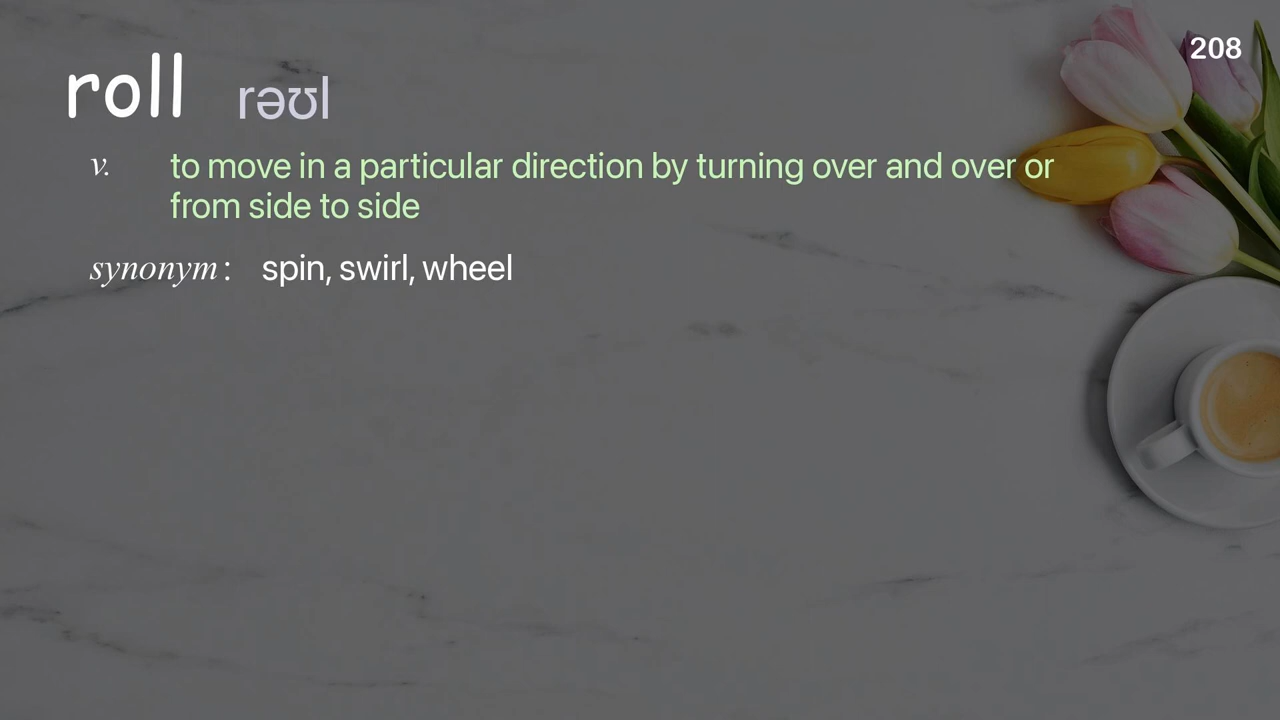 208
roll rəʊl
v. to move in a particular direction by turning over and over or
from side to side
synonym: spin, swirl, wheel